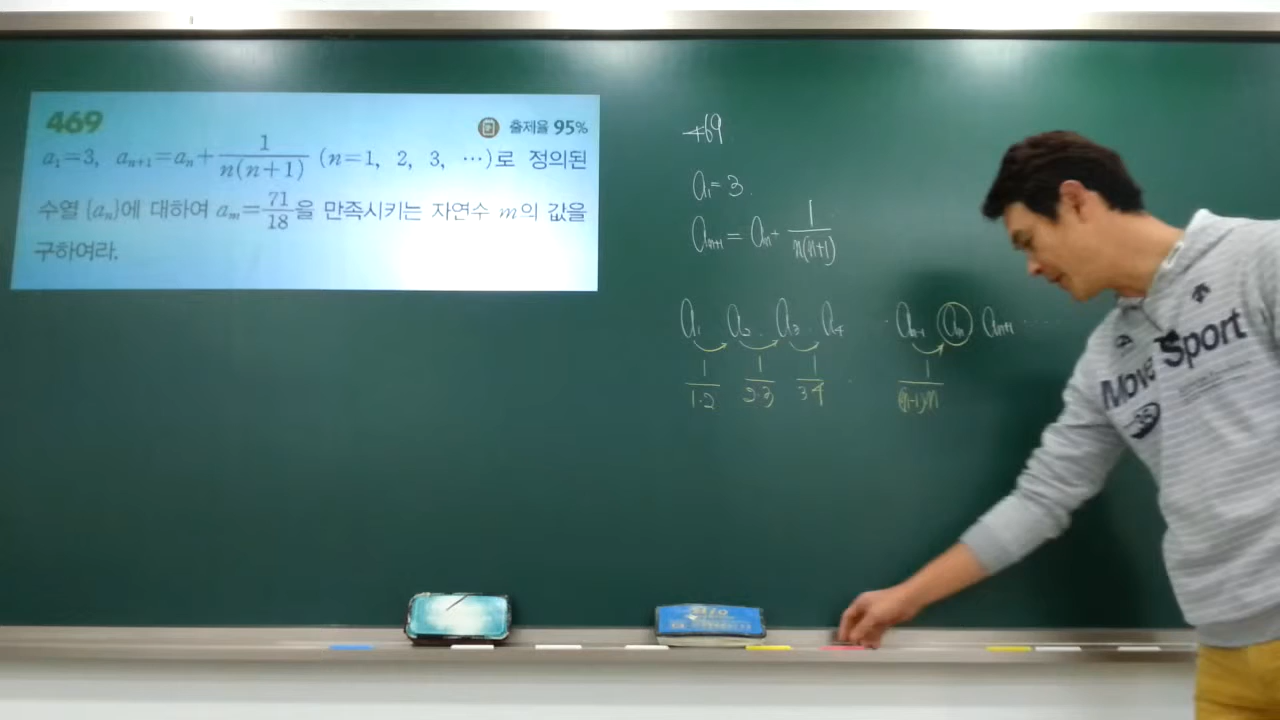 469
출제율 95%
a₁=3, aₙ₊₁=aₙ+1/n(n+1) (n=1, 2, 3, ⋯)로 정의된
수열 {aₙ}에 대하여 aₘ=71/18을 만족시키는 자연수 m의 값을
구하여라.
469
a₁=3.
aₙ₊₁=aₙ+1/n(n+1)
a₁ a₂ a₃ a₄ ⋯ aₙ₋₁ aₙ aₙ₊₁ ⋯
1/1·2 1/2·3 1/3·4 ⋯ 1/(n-1)n
Move Sport